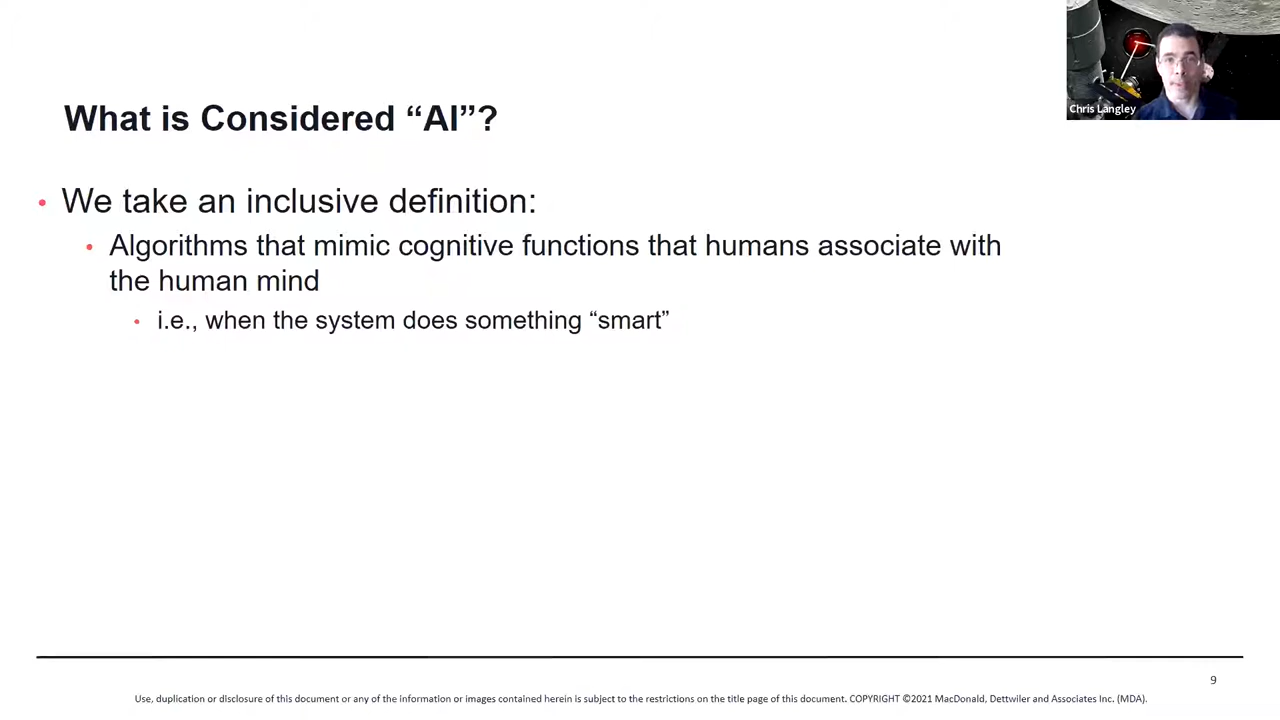 Chris Langley
What is Considered “AI”?
• We take an inclusive definition:
• Algorithms that mimic cognitive functions that humans associate with
the human mind
• i.e., when the system does something “smart”
9
Use, duplication or disclosure of this document or any of the information or images contained herein is subject to the restrictions on the title page of this document. COPYRIGHT ©2021 MacDonald, Dettwiler and Associates Inc. (MDA).